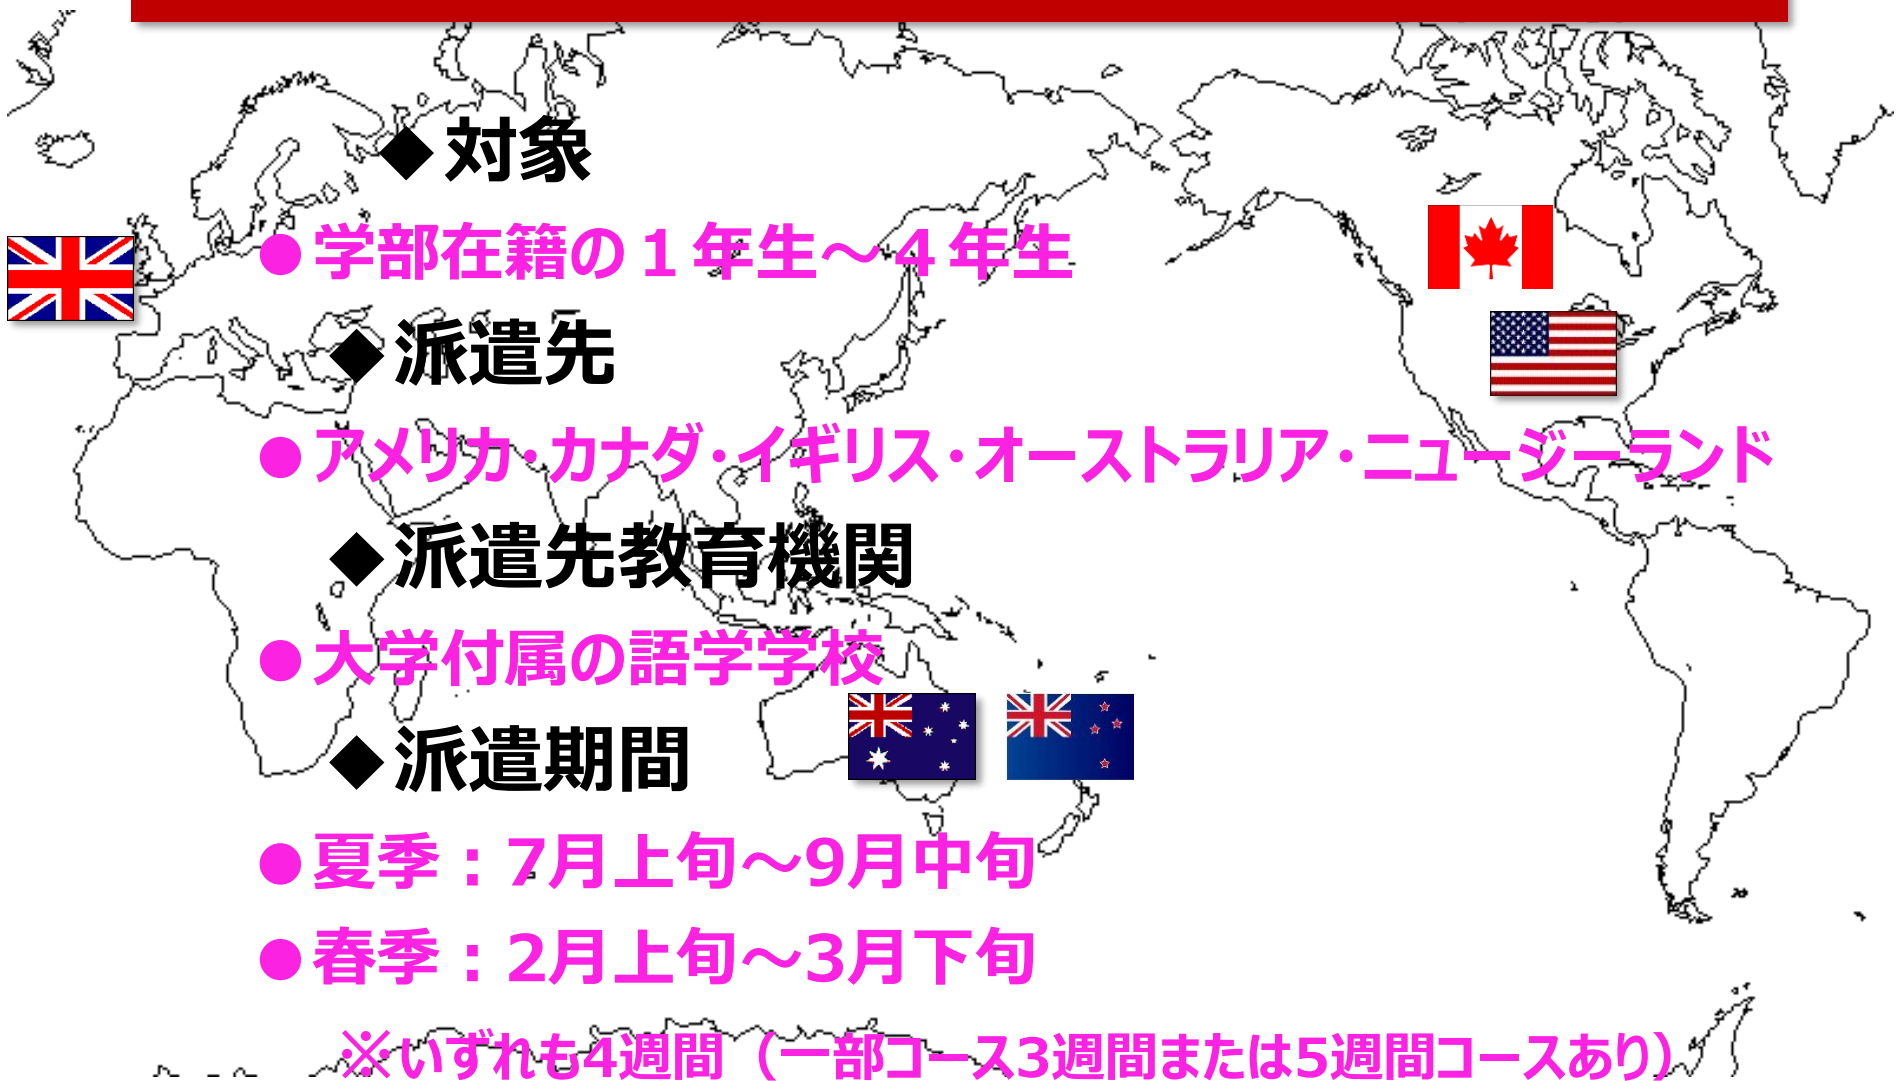 ◆対象
●学部在籍の１年生～４年生
◆派遣先
●アメリカ・カナダ・イギリス・オーストラリア・ニュージーランド
◆派遣先教育機関
●大学付属の語学学校
◆派遣期間
●夏季：7月上旬～9月中旬
●春季：2月上旬～3月下旬
※いずれも4週間（一部コース3週間または5週間コースあり）